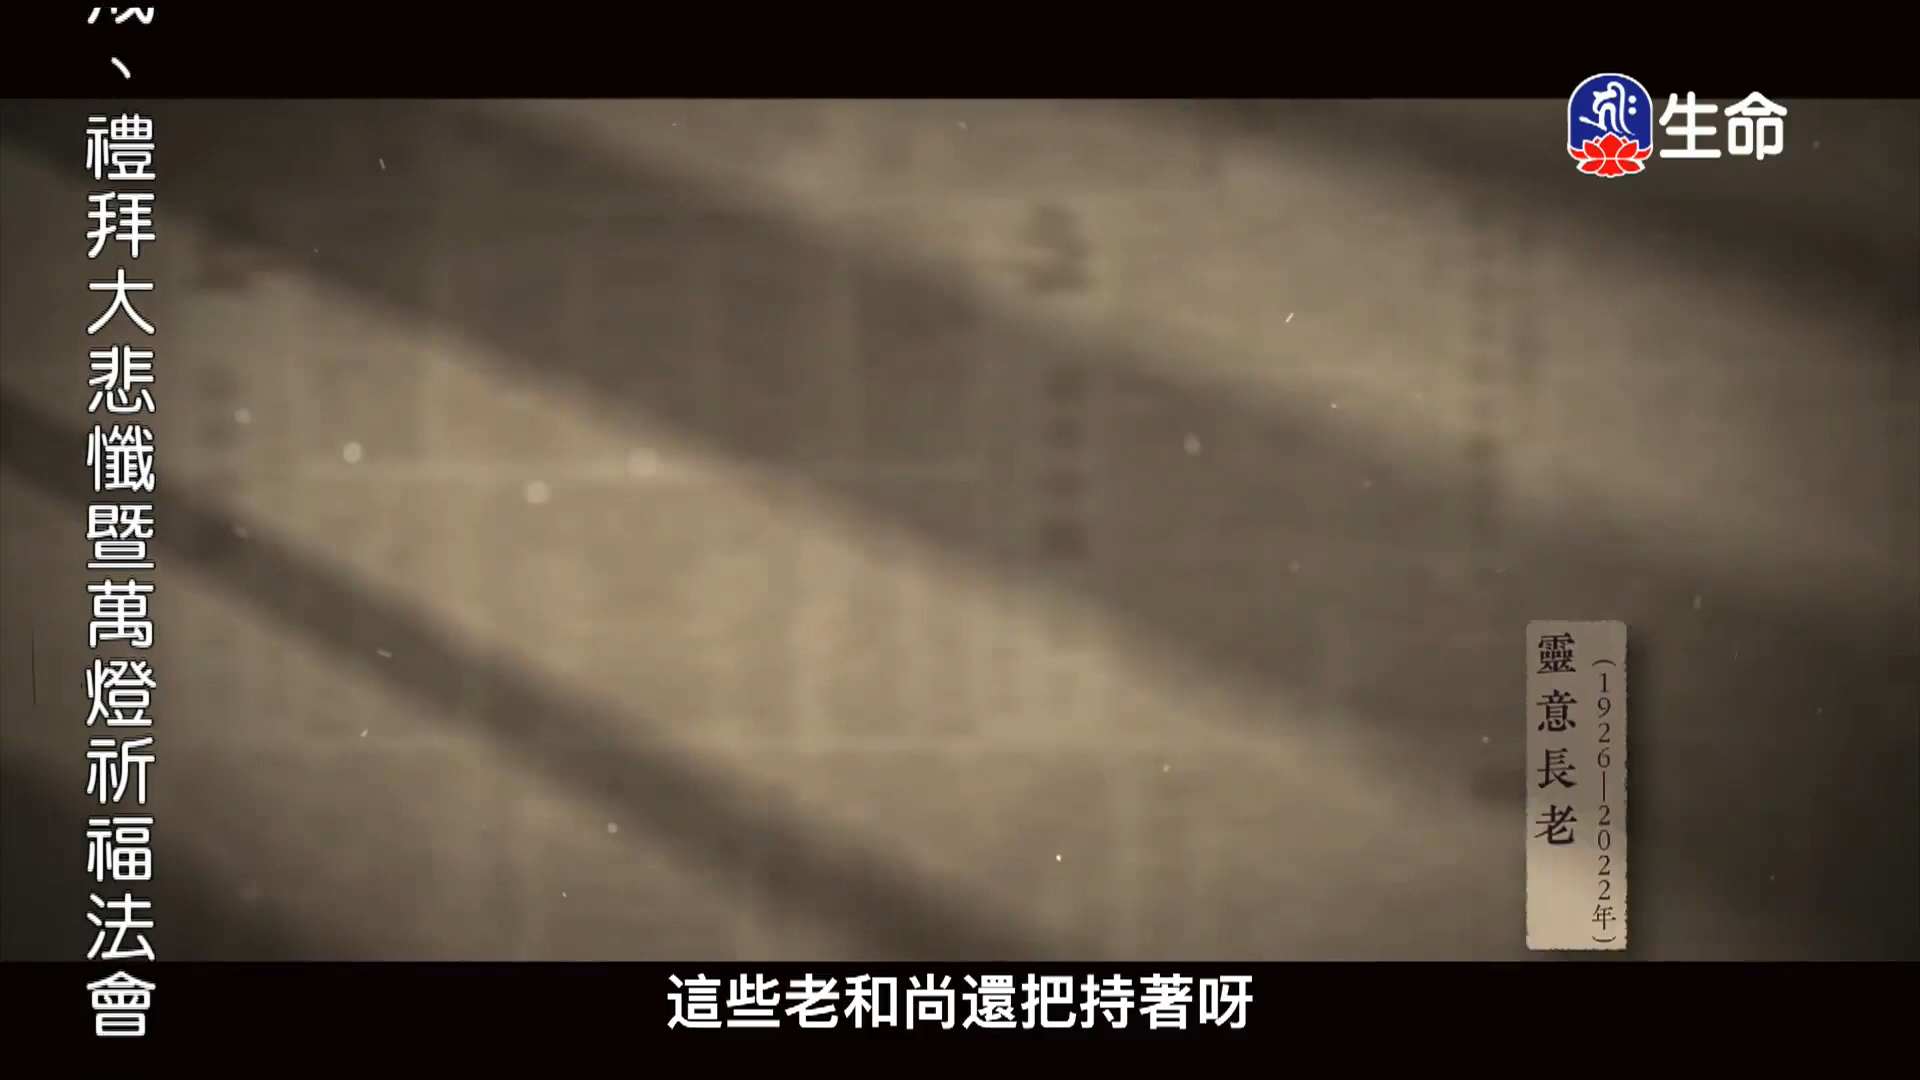 、禮拜大悲懺暨萬燈祈福法會
生命
(1926—2022年)
靈意長老
這些老和尚還把持著呀